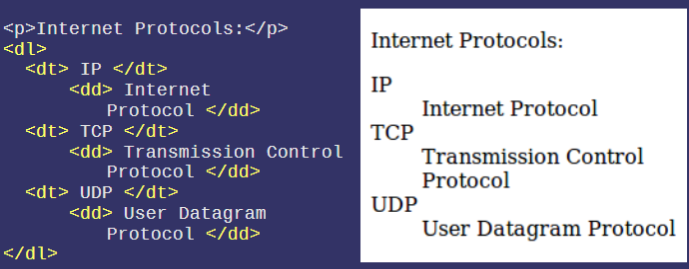 <p>Internet Protocols:</p>
<dl>
<dt> IP </dt>
<dd> Internet
Protocol </dd>
<dt> TCP </dt>
<dd> Transmission Control
Protocol </dd>
<dt> UDP </dt>
<dd> User Datagram
Protocol </dd>
</dl>
Internet Protocols:
IP
Internet Protocol
TCP
Transmission Control
Protocol
UDP
User Datagram Protocol